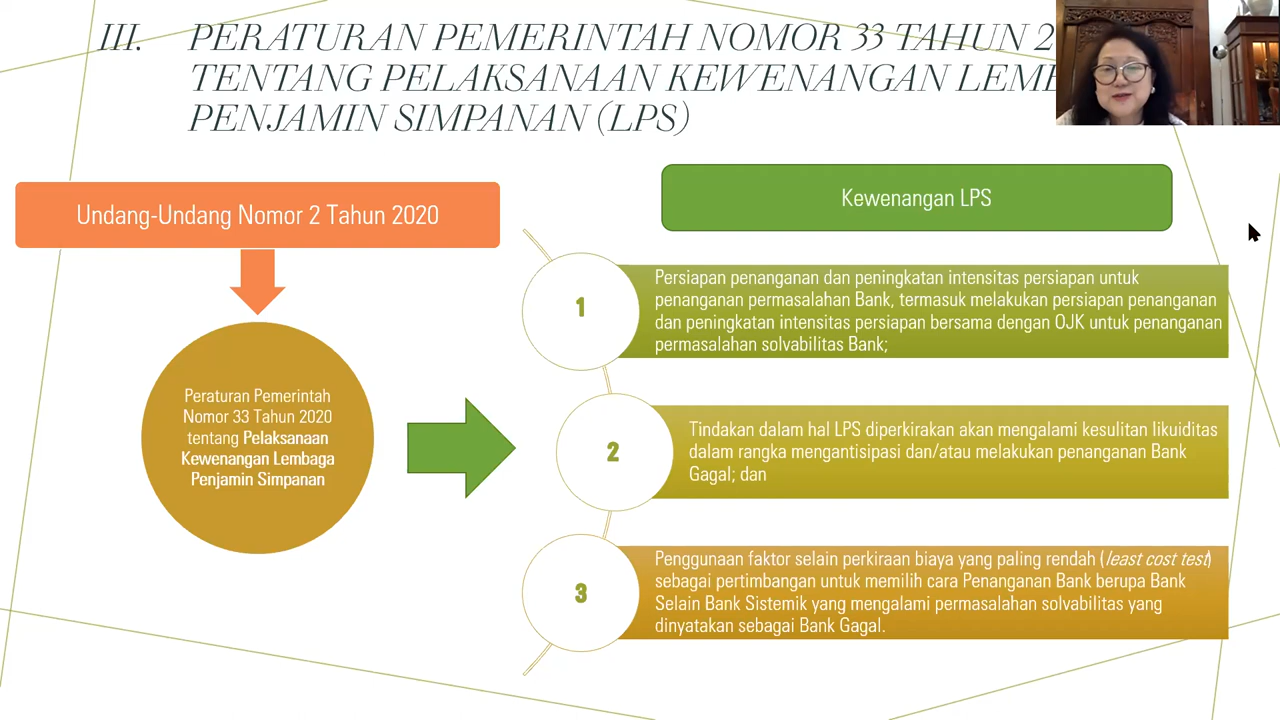 III. PERATURAN PEMERINTAH NOMOR 33 TAHUN 2
TENTANG PELAKSANAAN KEWENANGAN LEMB
PENJAMIN SIMPANAN (LPS)
Undang-Undang Nomor 2 Tahun 2020
Peraturan Pemerintah
Nomor 33 Tahun 2020
tentang Pelaksanaan
Kewenangan Lembaga
Penjamin Simpanan
Kewenangan LPS
1
Persiapan penanganan dan peningkatan intensitas persiapan untuk
penanganan permasalahan Bank, termasuk melakukan persiapan penanganan
dan peningkatan intensitas persiapan bersama dengan OJK untuk penanganan
permasalahan solvabilitas Bank;
2
Tindakan dalam hal LPS diperkirakan akan mengalami kesulitan likuiditas
dalam rangka mengantisipasi dan/atau melakukan penanganan Bank
Gagal; dan
3
Penggunaan faktor selain perkiraan biaya yang paling rendah (least cost test)
sebagai pertimbangan untuk memilih cara Penanganan Bank berupa Bank
Selain Bank Sistemik yang mengalami permasalahan solvabilitas yang
dinyatakan sebagai Bank Gagal.